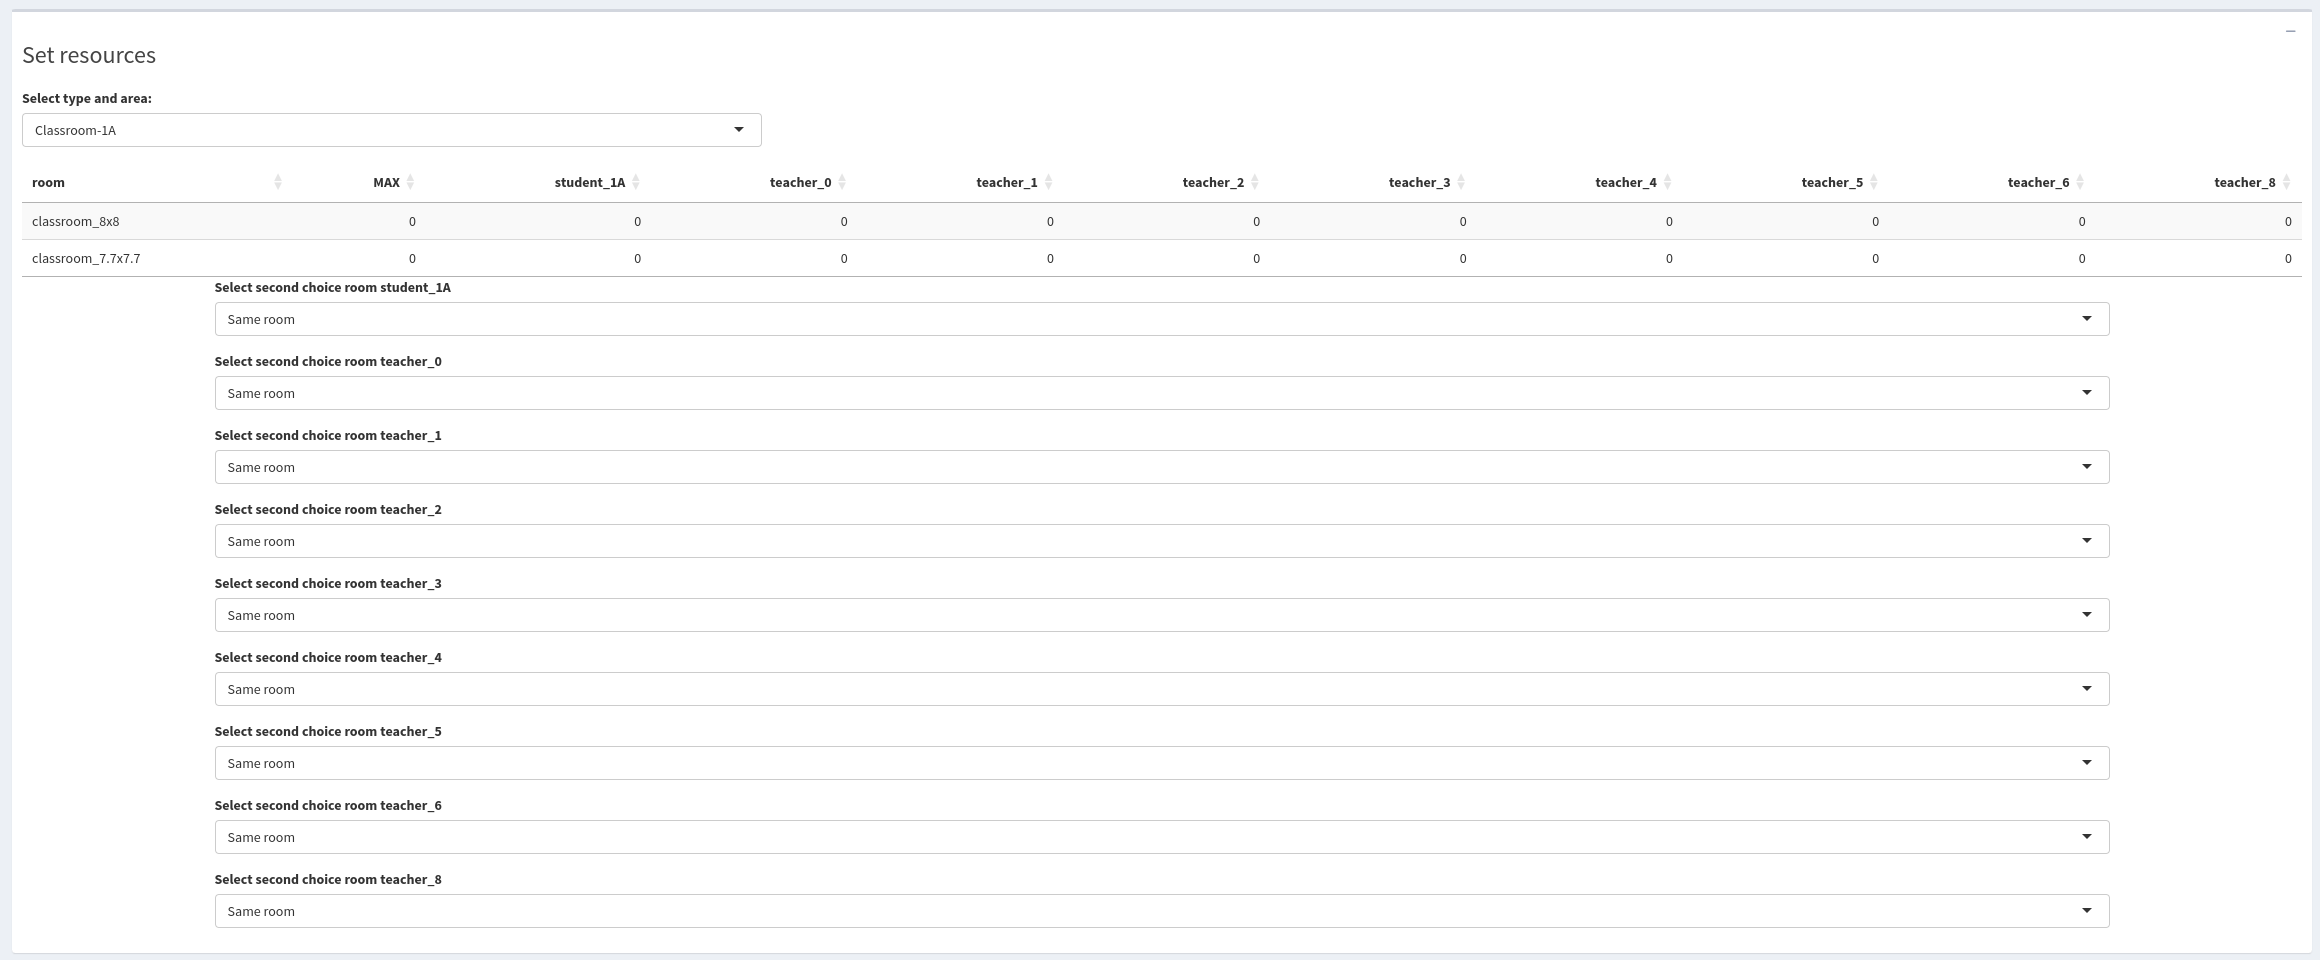 Set resources
Select type and area:
Classroom-1A
room MAX student_1A teacher_0 teacher_1 teacher_2 teacher_3 teacher_4 teacher_5 teacher_6 teacher_8
classroom_8x8 0 0 0 0 0 0 0 0 0 0
classroom_7.7x7.7 0 0 0 0 0 0 0 0 0 0
Select second choice room student_1A
Same room
Select second choice room teacher_0
Same room
Select second choice room teacher_1
Same room
Select second choice room teacher_2
Same room
Select second choice room teacher_3
Same room
Select second choice room teacher_4
Same room
Select second choice room teacher_5
Same room
Select second choice room teacher_6
Same room
Select second choice room teacher_8
Same room